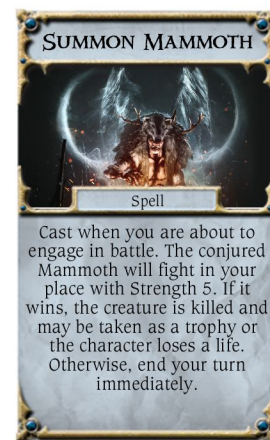 Summon Mammoth
Spell
Cast when you are about to
engage in battle. The conjured
Mammoth will fight in your
place with Strength 5. If it
wins, the creature is killed and
may be taken as a trophy or
the character loses a life.
Otherwise, end your turn
immediately.